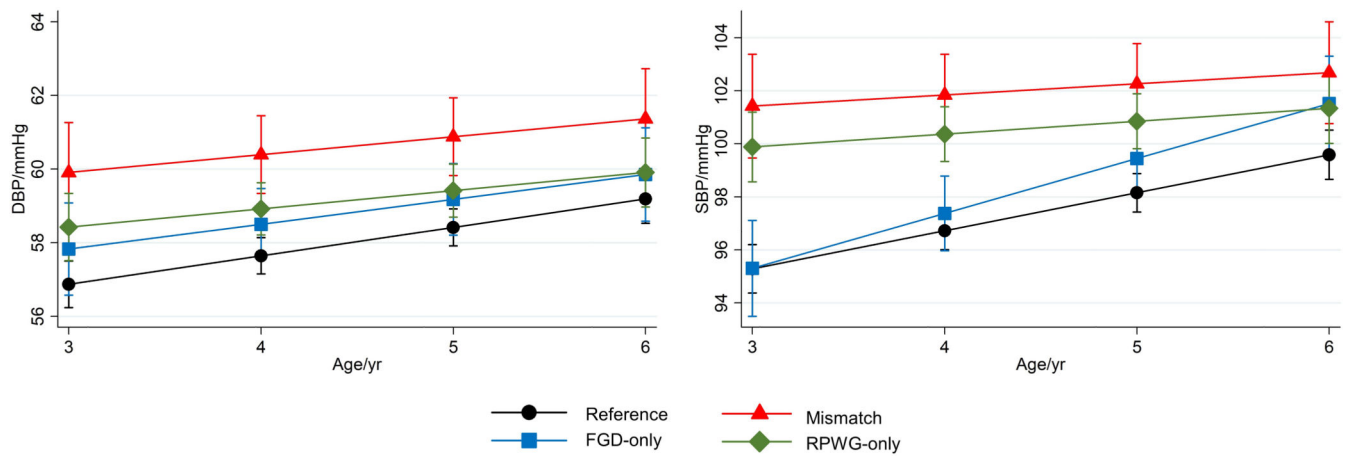 DBP/mmHg
64
62
60
58
56
3 4 5 6
Age/yr
SBP/mmHg
104
102
100
98
96
94
3 4 5 6
Age/yr
Reference Mismatch
FGD-only RPWG-only